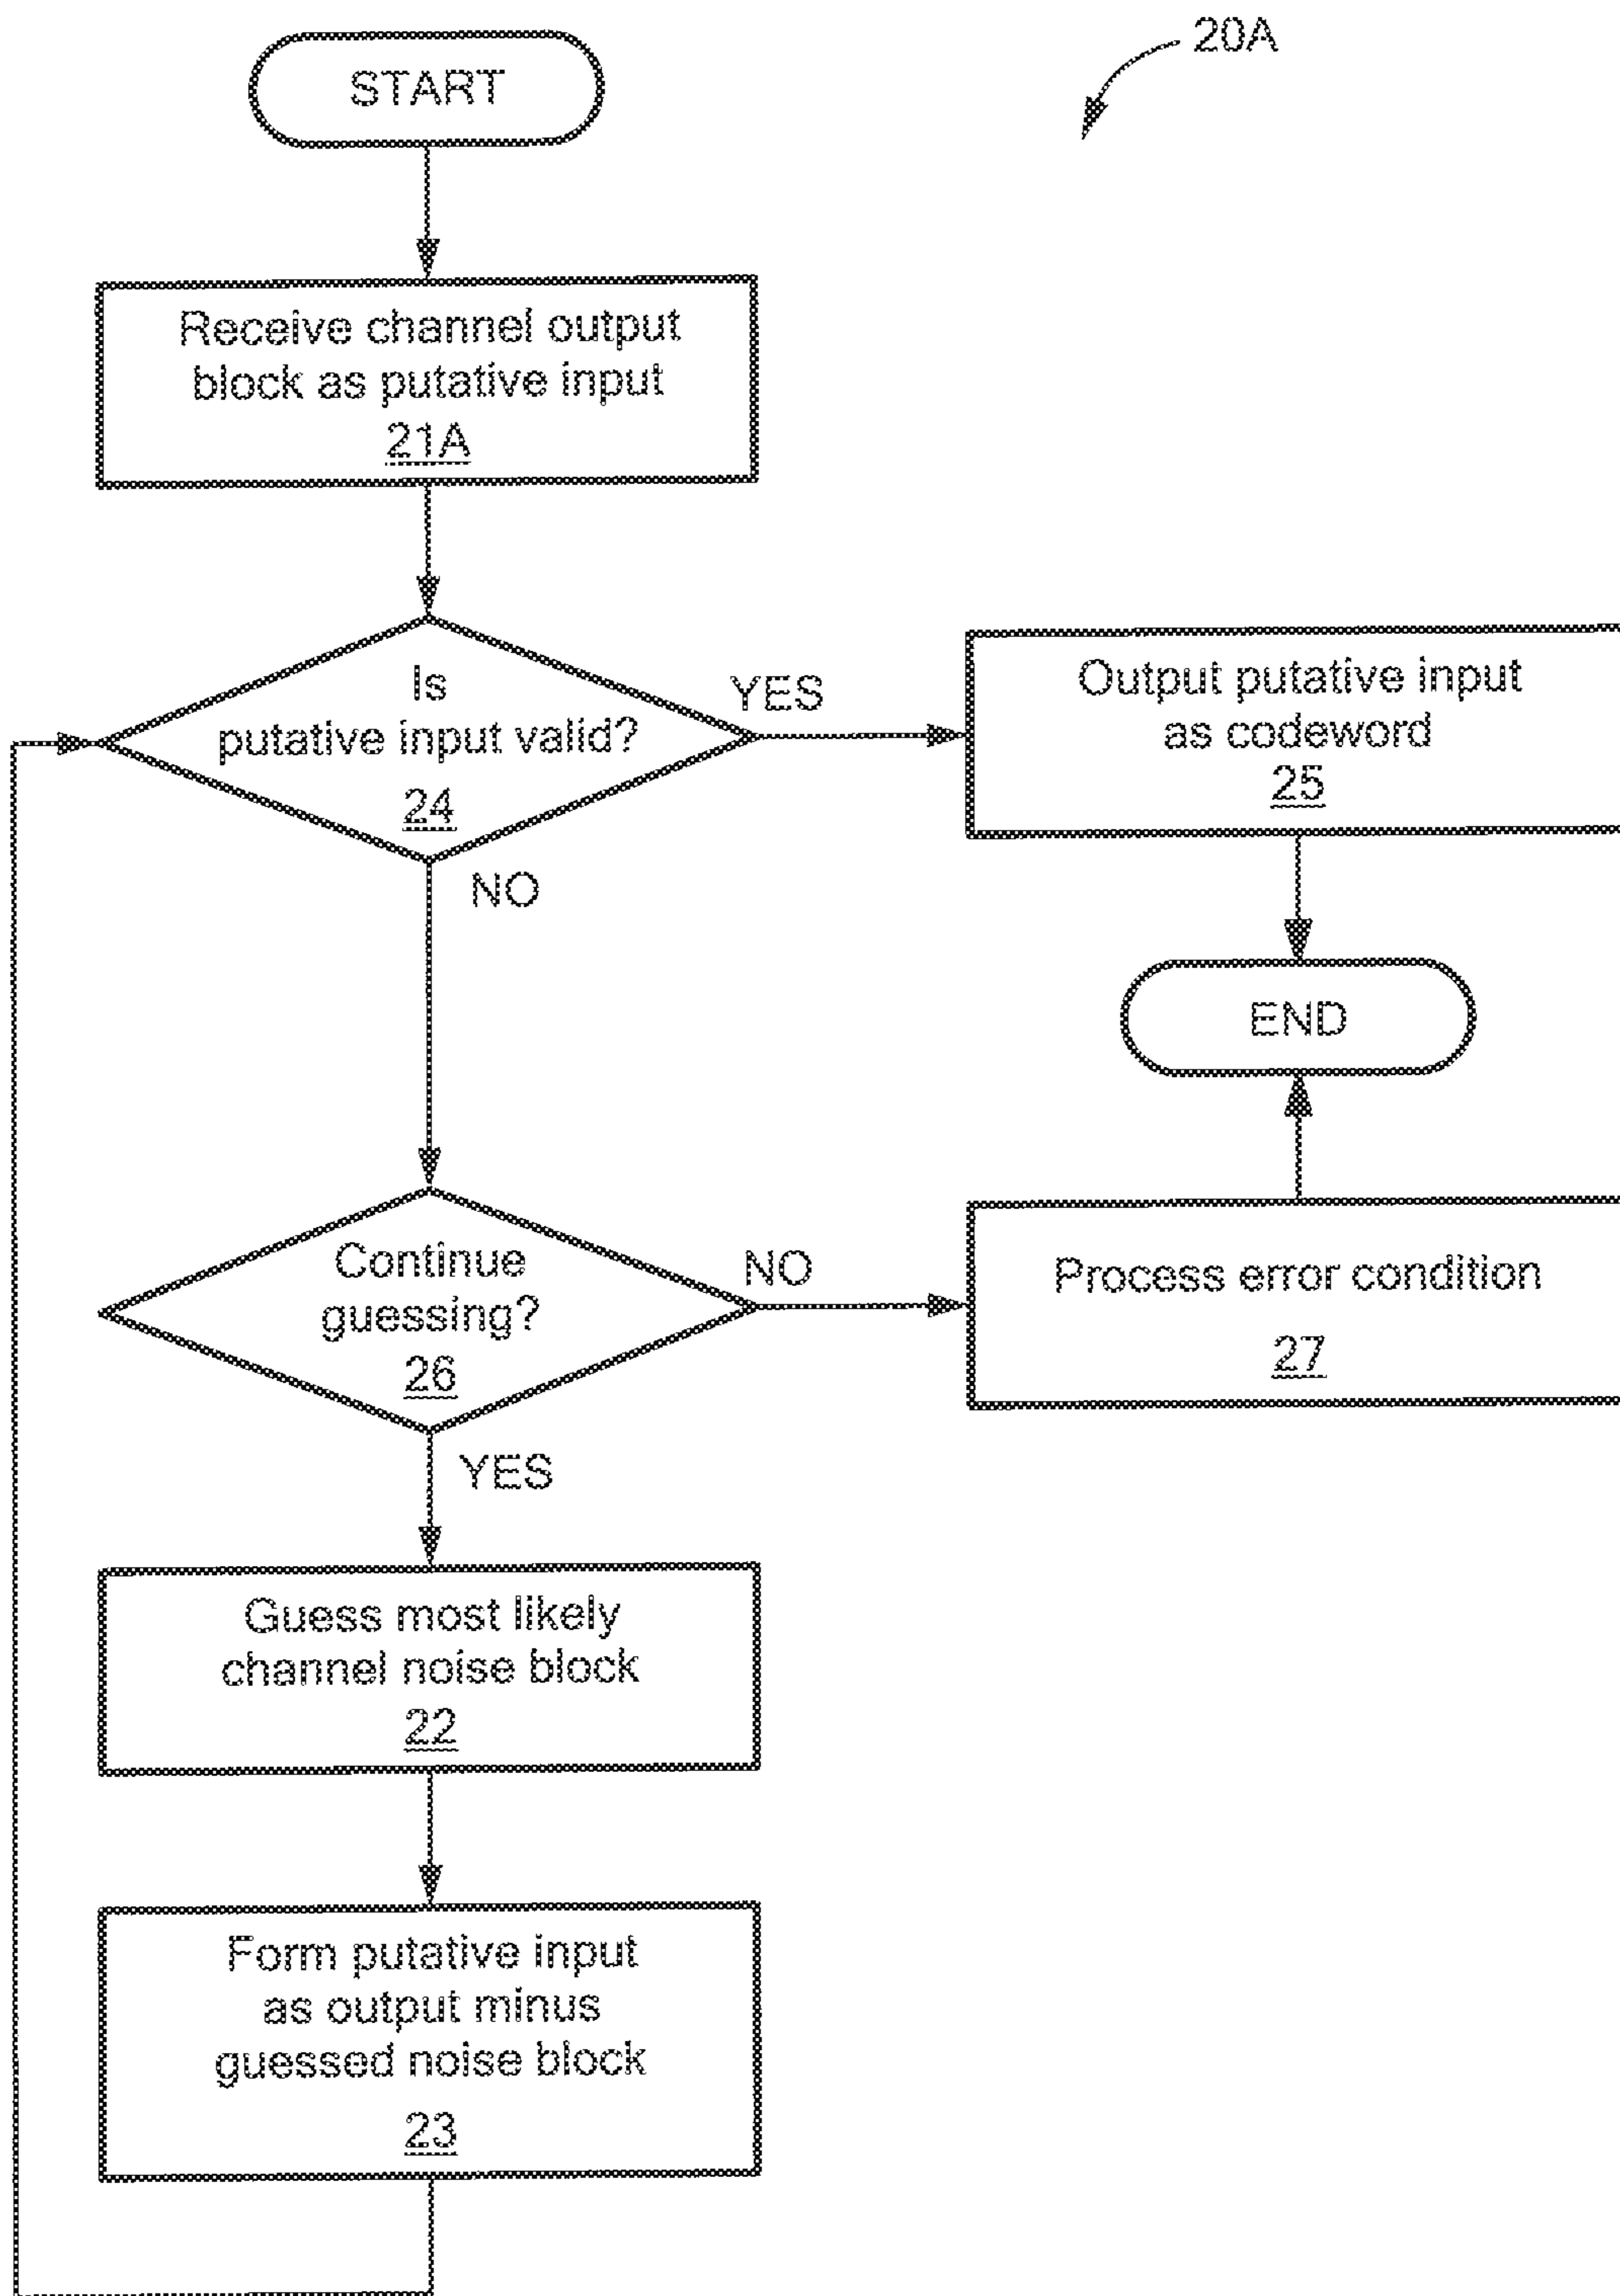 20A
START
Receive channel output
block as putative input
21A
Is
putative input valid?
24
YES
NO
Output putative input
as codeword
25
END
Continue
guessing?
26
NO
YES
Process error condition
27
Guess most likely
channel noise block
22
Form putative input
as output minus
guessed noise block
23